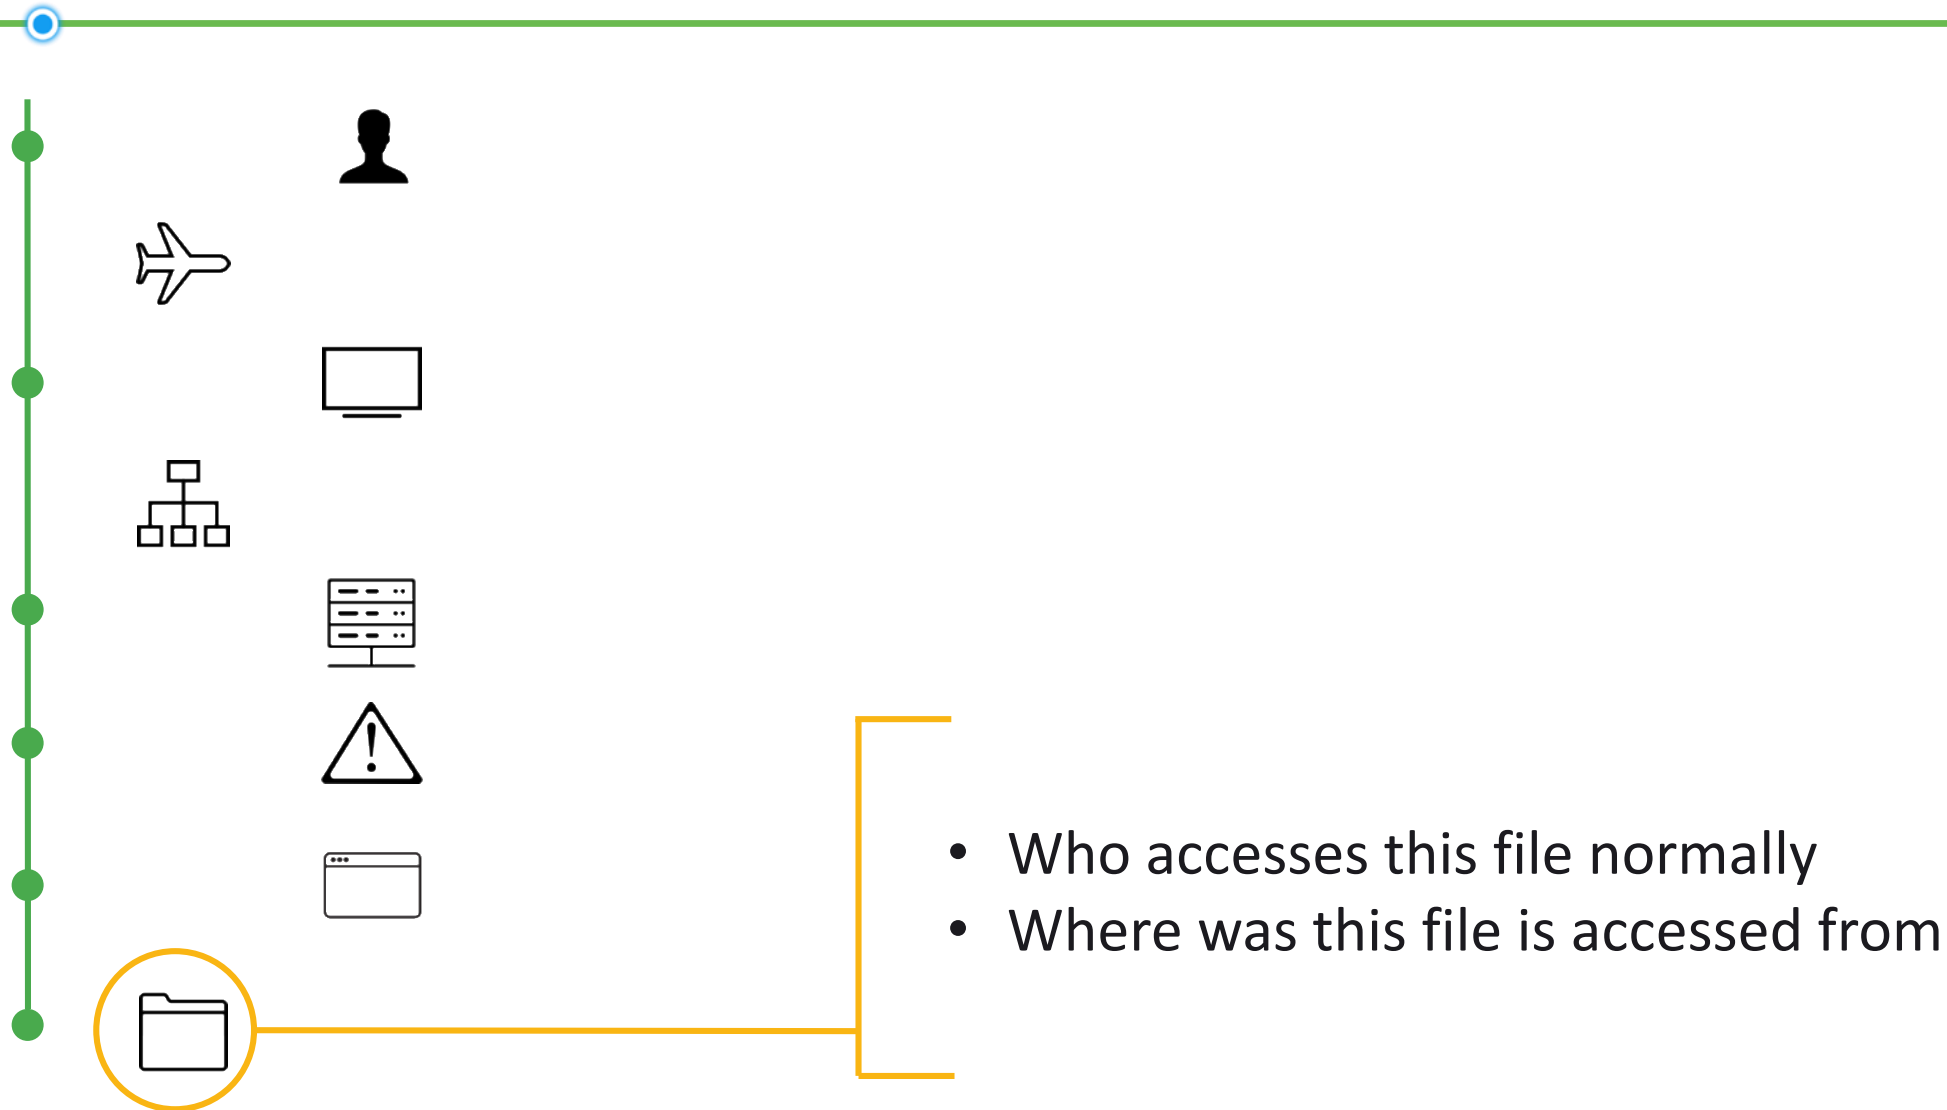 • Who accesses this file normally
• Where was this file is accessed from